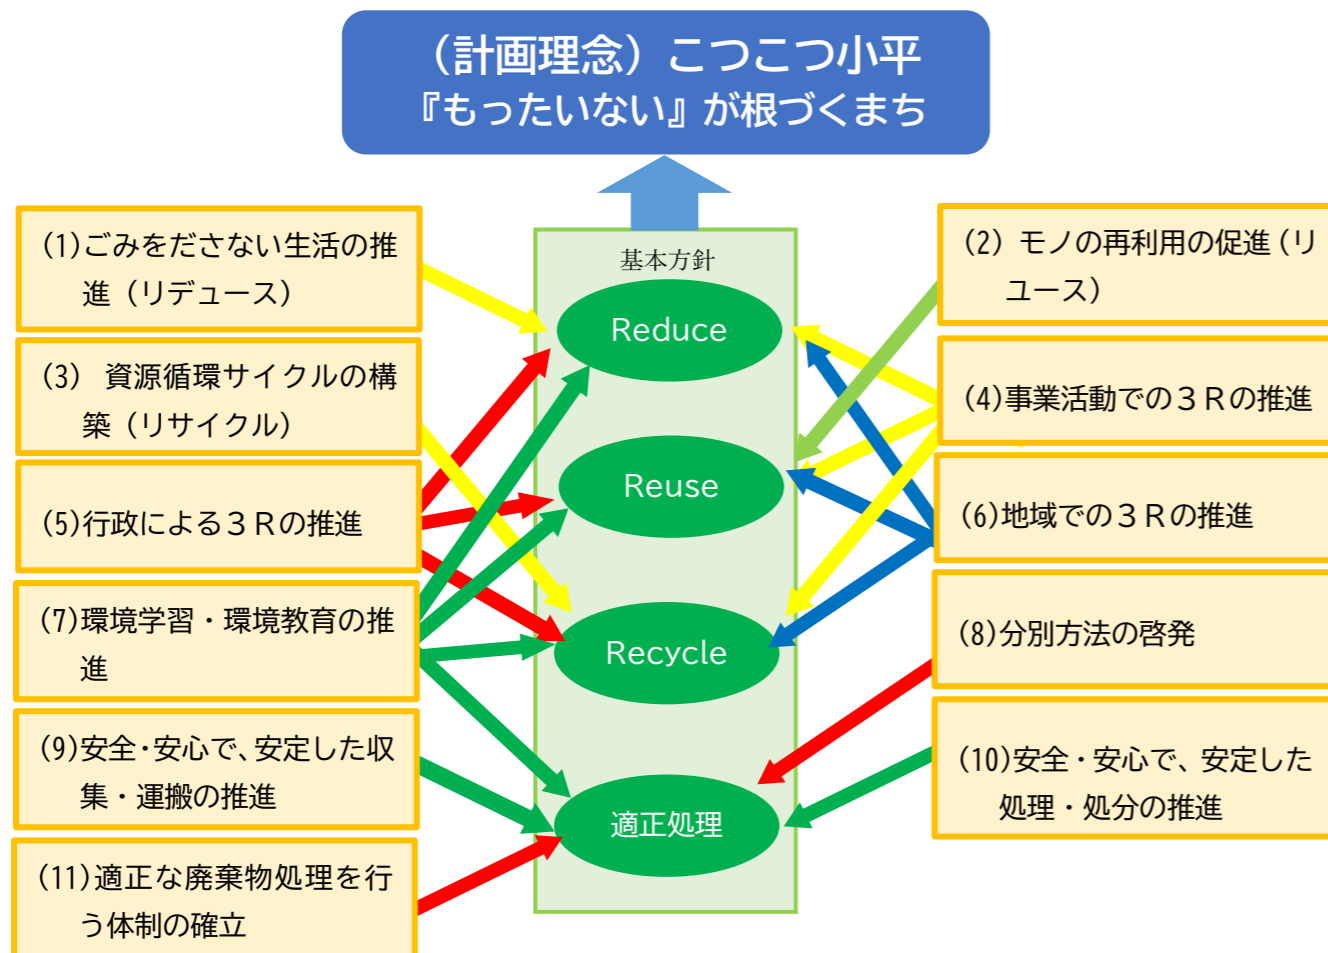 （計画理念）こつこつ小平
『もったいない』が根づくまち
基本方針
Reduce
Reuse
Recycle
適正処理
(1)ごみをださない生活の推
進（リデュース）
(2) モノの再利用の促進（リ
ユース）
(3) 資源循環サイクルの構
築（リサイクル）
(4)事業活動での３Ｒの推進
(5)行政による３Ｒの推進
(6)地域での３Ｒの推進
(7)環境学習・環境教育の推
進
(8)分別方法の啓発
(9)安全・安心で、安定した収
集・運搬の推進
(10)安全・安心で、安定した
処理・処分の推進
(11)適正な廃棄物処理を行
う体制の確立